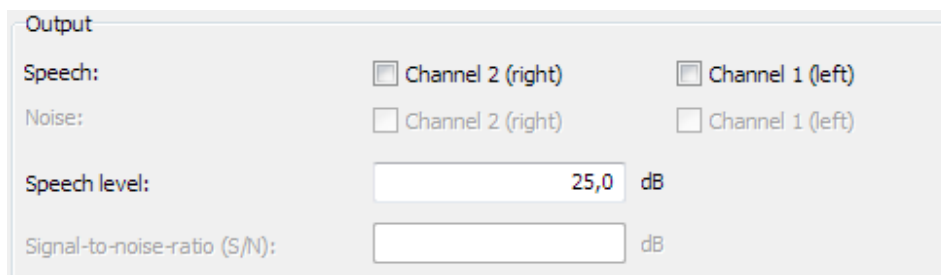 Output
Speech: Channel 2 (right) Channel 1 (left)
Noise: Channel 2 (right) Channel 1 (left)
Speech level: 25,0 dB
Signal-to-noise-ratio (S/N): dB